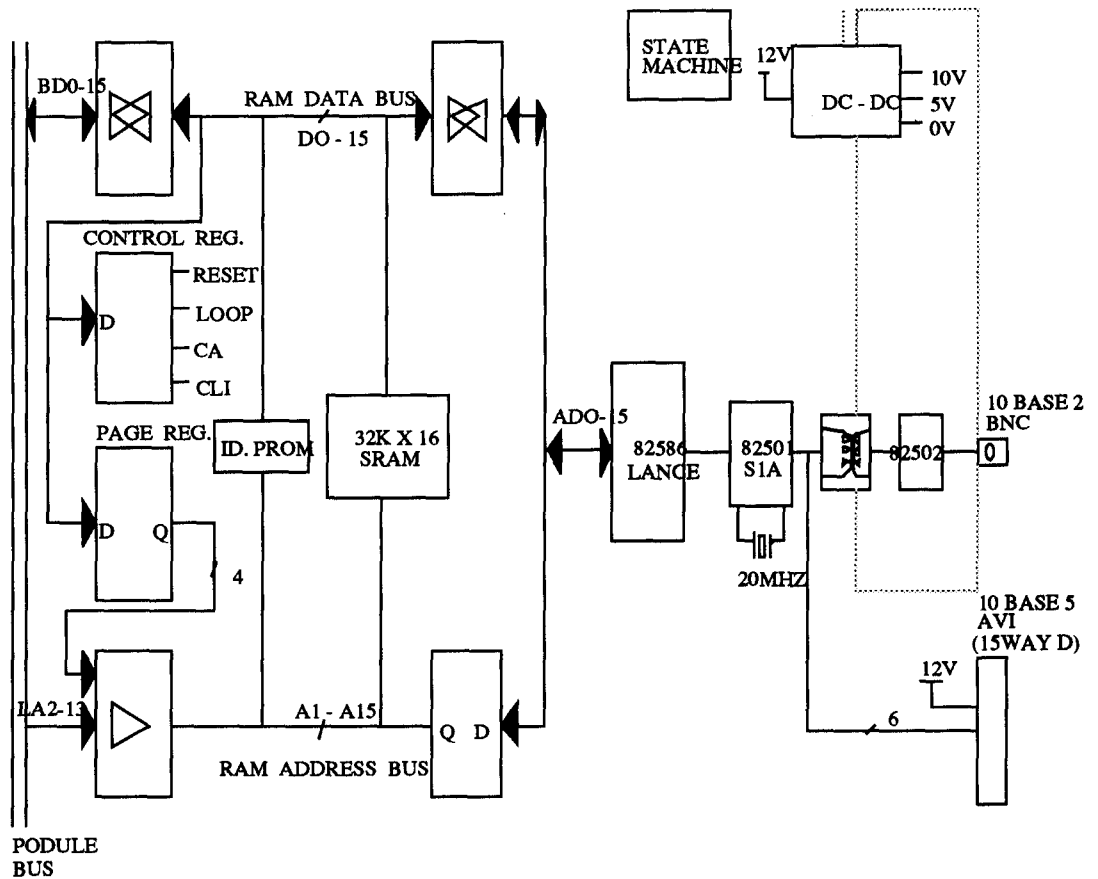 STATE
MACHINE
12V
DC - DC
10V
5V
0V
BD0-15
RAM DATA BUS
DO - 15
CONTROL REG.
D
RESET
LOOP
CA
CLI
PAGE REG.
D Q
4
ID. PROM
32K X 16
SRAM
ADO-15
82586
LANCE
82501
S1A
20MHZ
82502
10 BASE 2
BNC
0
10 BASE 5
AVI
(15WAY D)
12V
6
LA2-13
A1 - A15
Q D
RAM ADDRESS BUS
PODULE
BUS